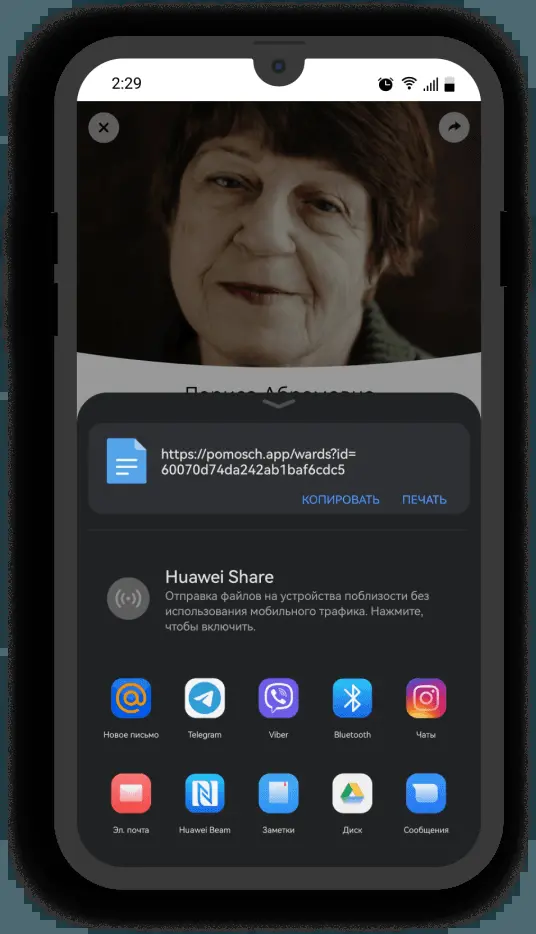 2:29
https://pomosch.app/wards?id=
60070d74da242ab1baf6cdc5
КОПИРОВАТЬ ПЕЧАТЬ
Huawei Share
Отправка файлов на устройства поблизости без
использования мобильного трафика. Нажмите,
чтобы включить.
Новое письмо Telegram Viber Bluetooth Чаты
Эл. почта Huawei Beam Заметки Диск Сообщения